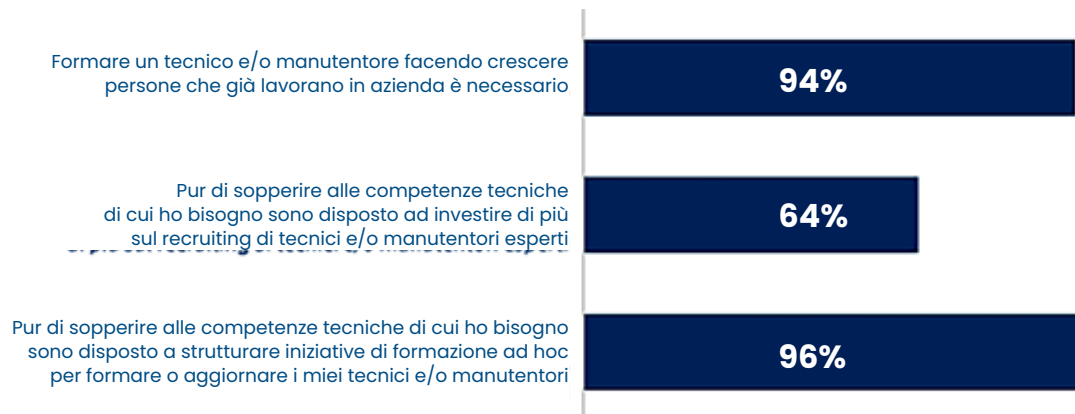 Formare un tecnico e/o manutentore facendo crescere
persone che già lavorano in azienda è necessario
94%
Pur di sopperire alle competenze tecniche
di cui ho bisogno sono disposto ad investire di più
sul recruiting di tecnici e/o manutentori esperti
64%
Pur di sopperire alle competenze tecniche di cui ho bisogno
sono disposto a strutturare iniziative di formazione ad hoc
per formare o aggiornare i miei tecnici e/o manutentori
96%